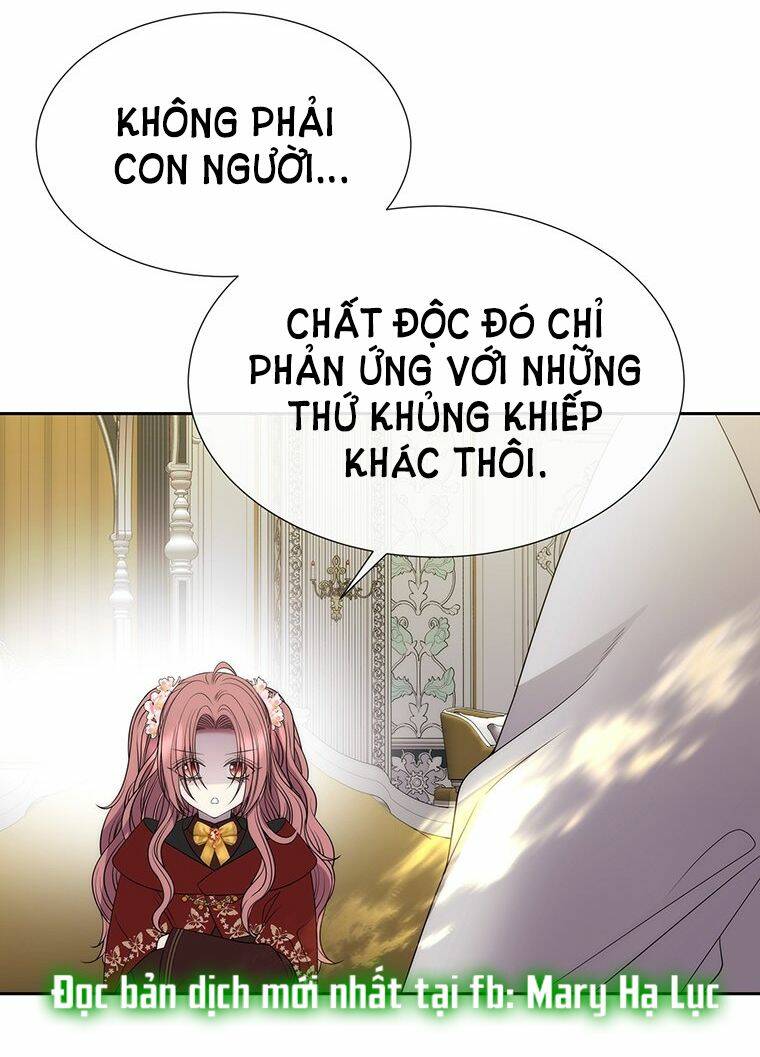 KHÔNG PHẢI
CON NGƯỜI...
CHẤT ĐỘC ĐÓ CHỈ
PHẢN ỨNG VỚI NHỮNG
THỨ KHỦNG KHIẾP
KHÁC THÔI.
Đọc bản dịch mới nhất tại fb: Mary Hạ Lục